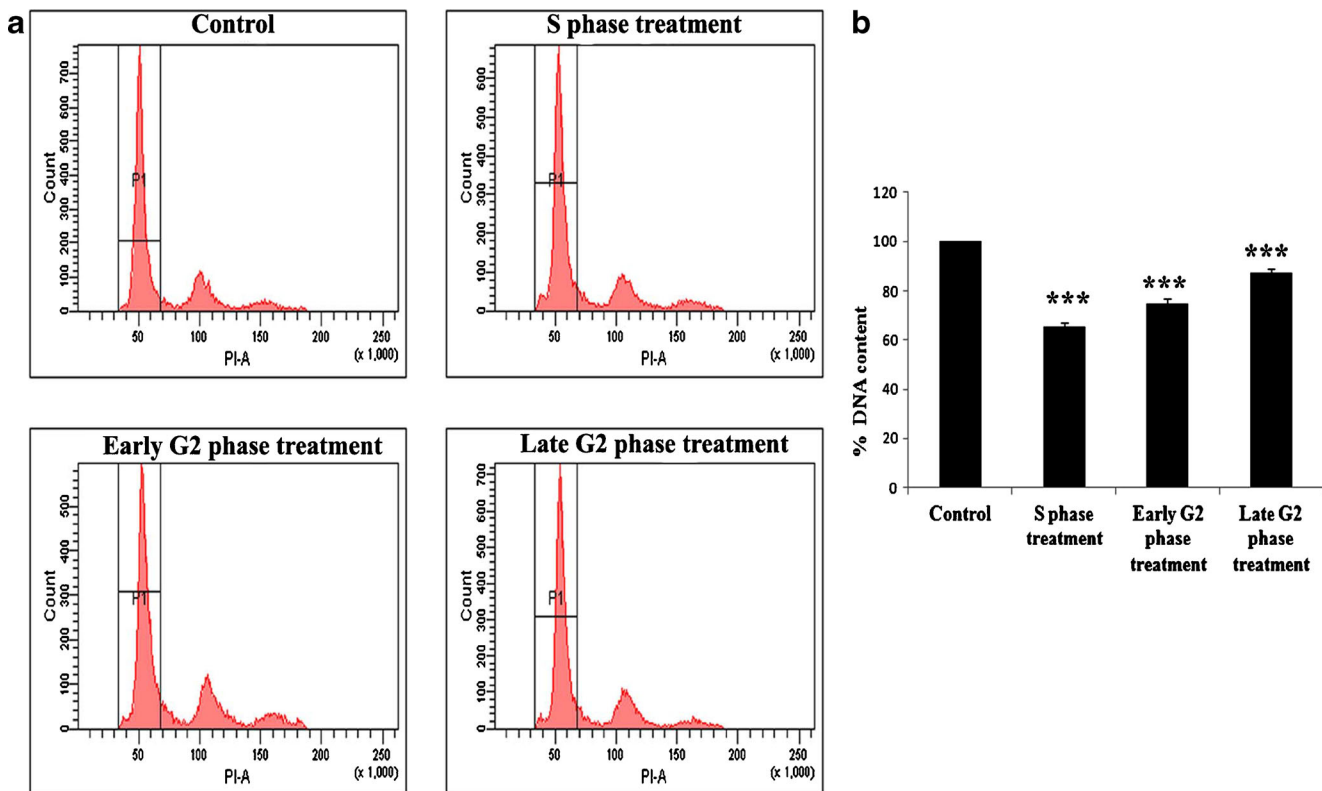 a
Control
Count
700
600
500
400
300
200
100
0
P1
50 100 150 200 250
PI-A
(x 1,000)
S phase treatment
Count
600
500
400
300
200
100
0
P1
50 100 150 200 250
PI-A
(x 1,000)
Early G2 phase treatment
Count
500
400
300
200
100
0
P1
50 100 150 200 250
PI-A
(x 1,000)
Late G2 phase treatment
Count
700
600
500
400
300
200
100
0
P1
50 100 150 200 250
PI-A
(x 1,000)
b
% DNA content
120
100
80
60
40
20
0
***
***
***
Control
S phase
treatment
Early G2
phase
treatment
Late G2
phase
treatment